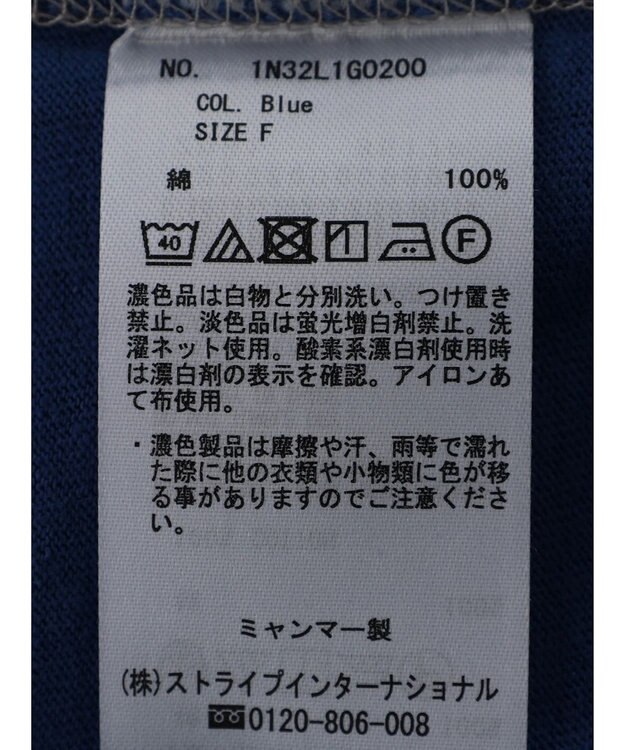 NO. 1N32L1G0200
COL. Blue
SIZE F
綿 100%
40 F
濃色品は白物と分別洗い。つけ置き
禁止。淡色品は蛍光増白剤禁止。洗
濯ネット使用。酸素系漂白剤使用時
は漂白剤の表示を確認。アイロンあ
て布使用。
・濃色製品は摩擦や汗、雨等で濡れ
た際に他の衣類や小物類に色が移
る事がありますのでご注意くださ
い。
ミャンマー製
(株)ストライプインターナショナル
0120-806-008